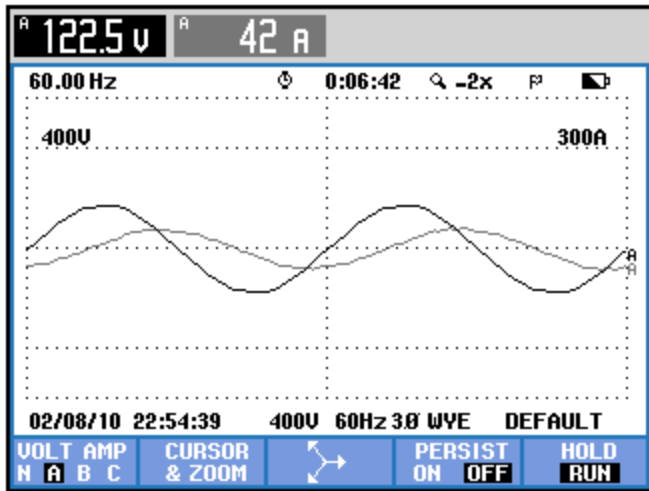 A 122.5 V A 42 A
60.00 Hz 0:06:42 -2x
400V 300A
A
A
02/08/10 22:54:39 400V 60Hz 3Ø WYE DEFAULT
VOLT AMP CURSOR PERSIST HOLD
N A B C & ZOOM ON OFF RUN